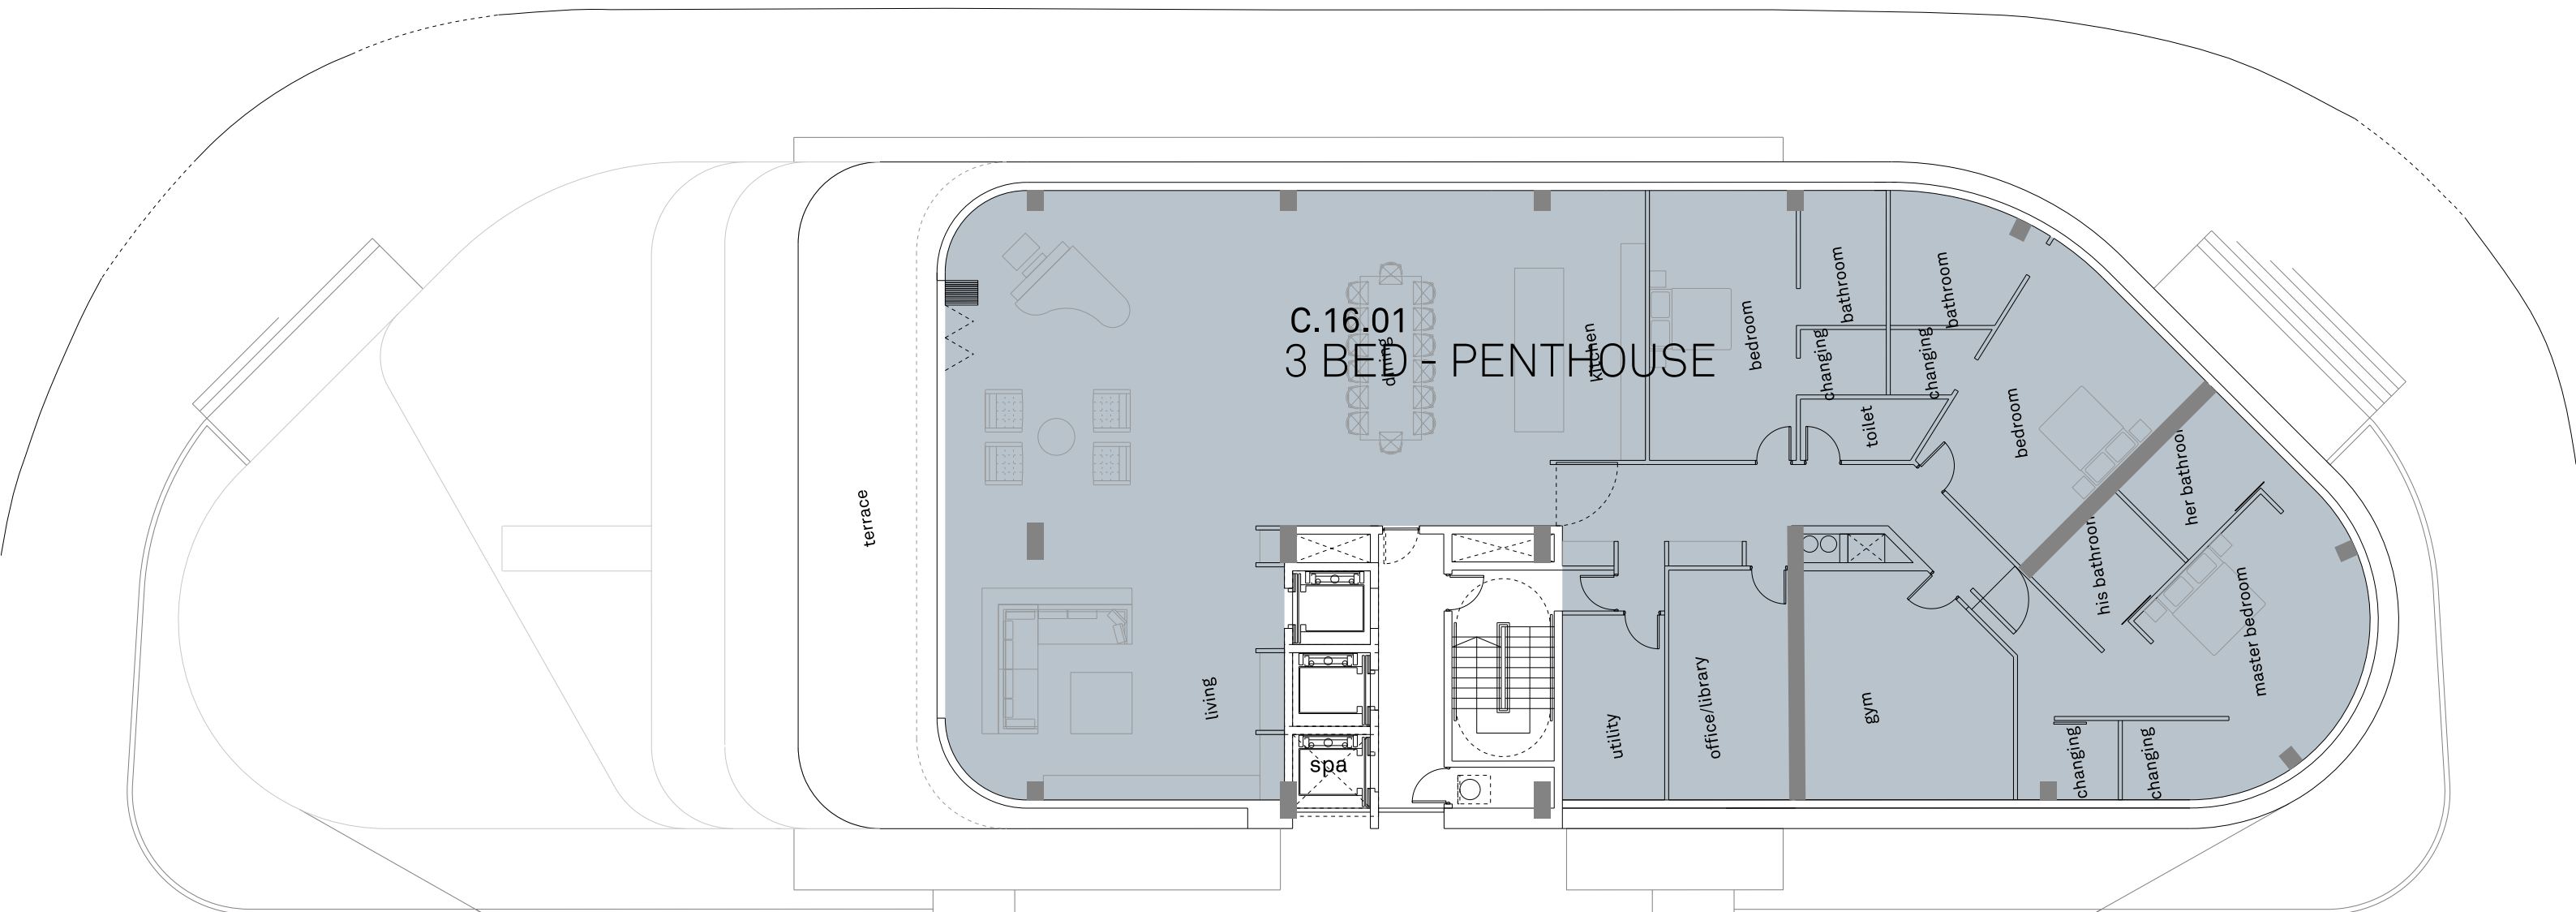 C.16.01
3 BED - PENTHOUSE
terrace
living
dining
kitchen
bedroom
bathroom
changing
bathroom
changing
toilet
bedroom
her bathroom
his bathroom
master bedroom
spa
utility
office/library
gym
changing
changing